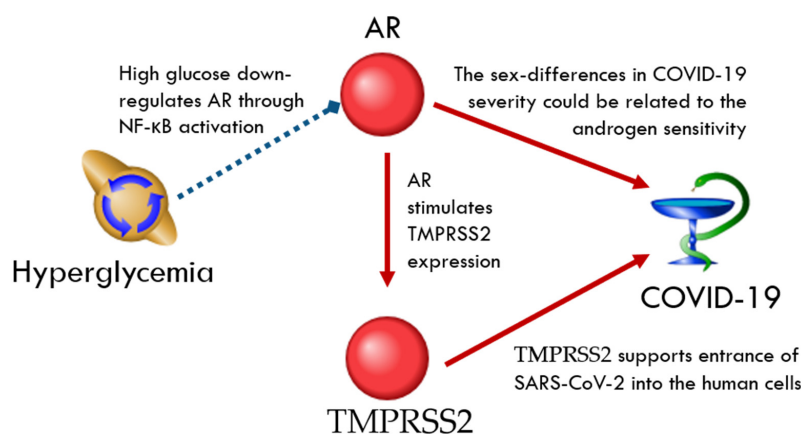 AR
High glucose down-
regulates AR through
NF-κB activation
The sex-differences in COVID-19
severity could be related to the
androgen sensitivity
AR
stimulates
TMPRSS2
expression
Hyperglycemia
COVID-19
TMPRSS2 supports entrance of
SARS-CoV-2 into the human cells
TMPRSS2